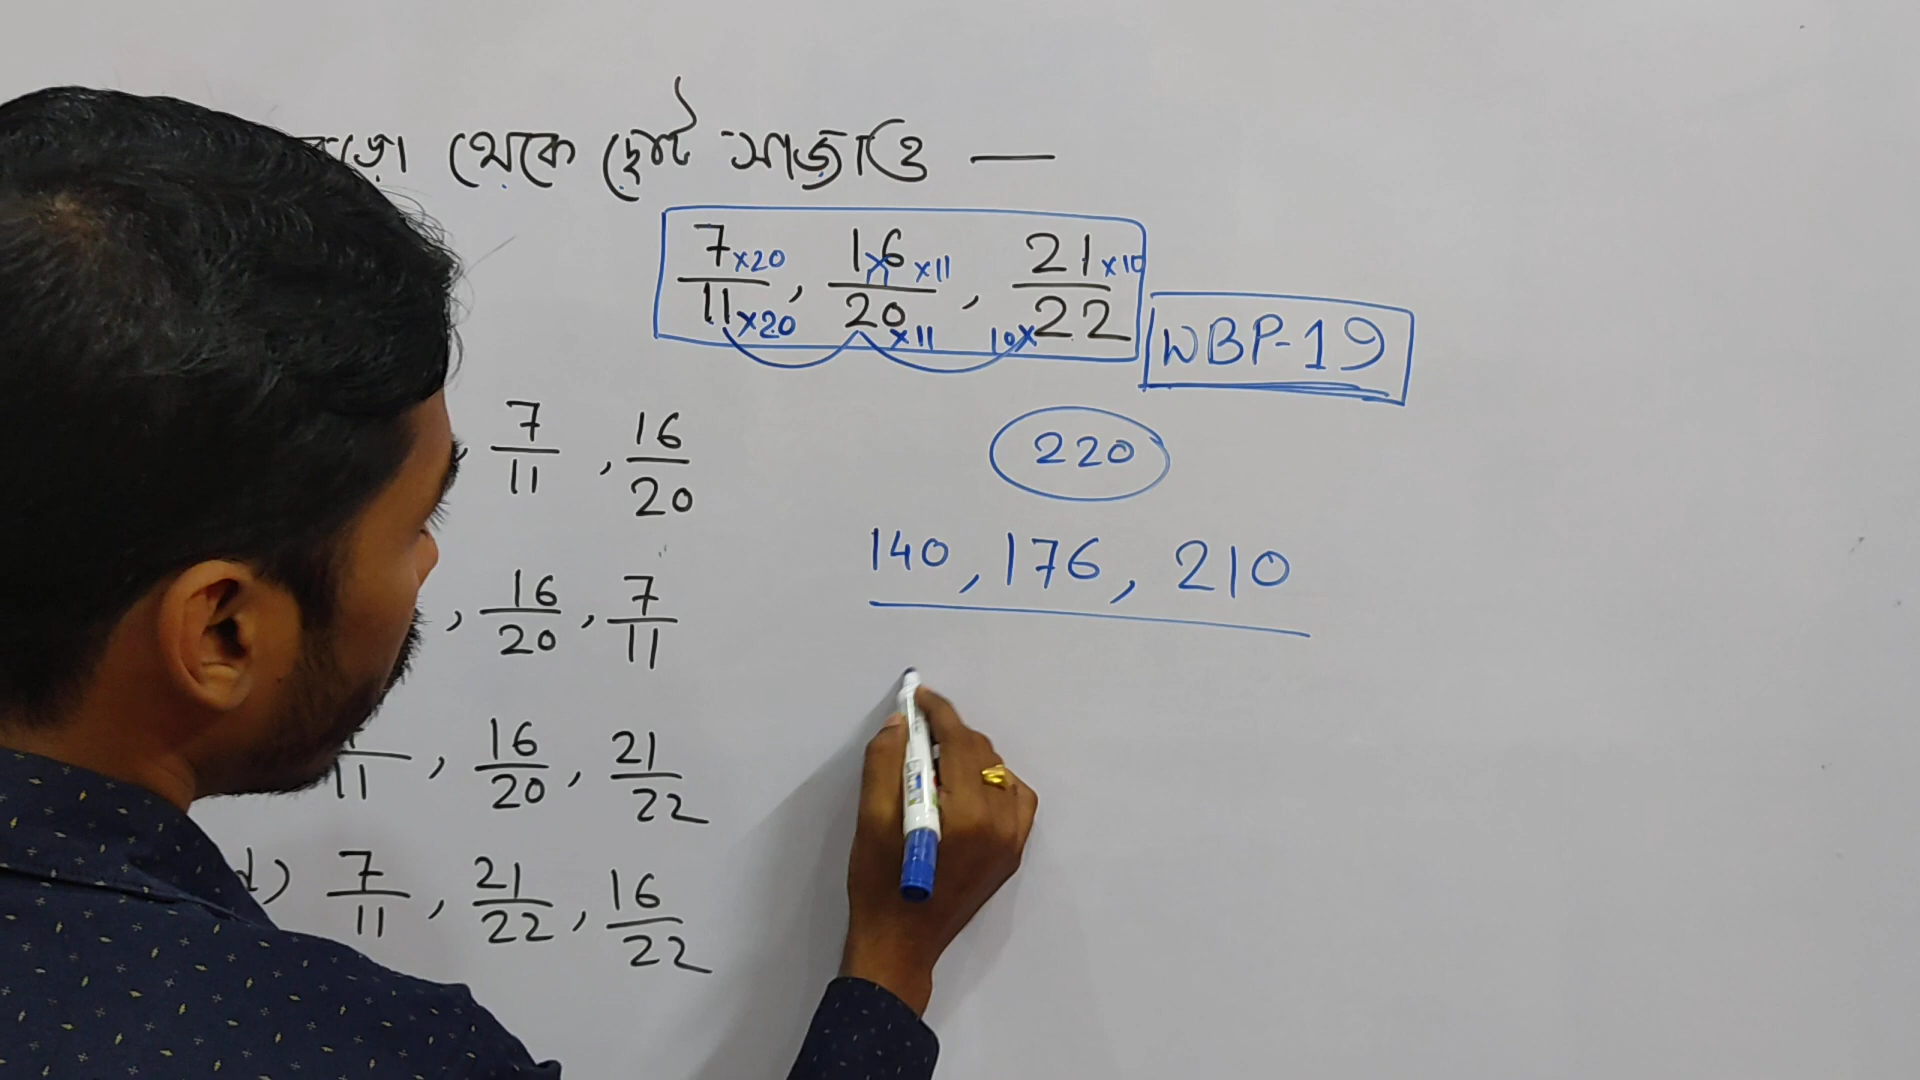 থেকে ছোট সাজাও —
7×20/11×20, 16×11/20×11, 21×10/10×22
WBP-19
220
, 7/11, 16/20
140, 176, 210
, 16/20, 7/11
/11, 16/20, 21/22
d) 7/11, 21/22, 16/22